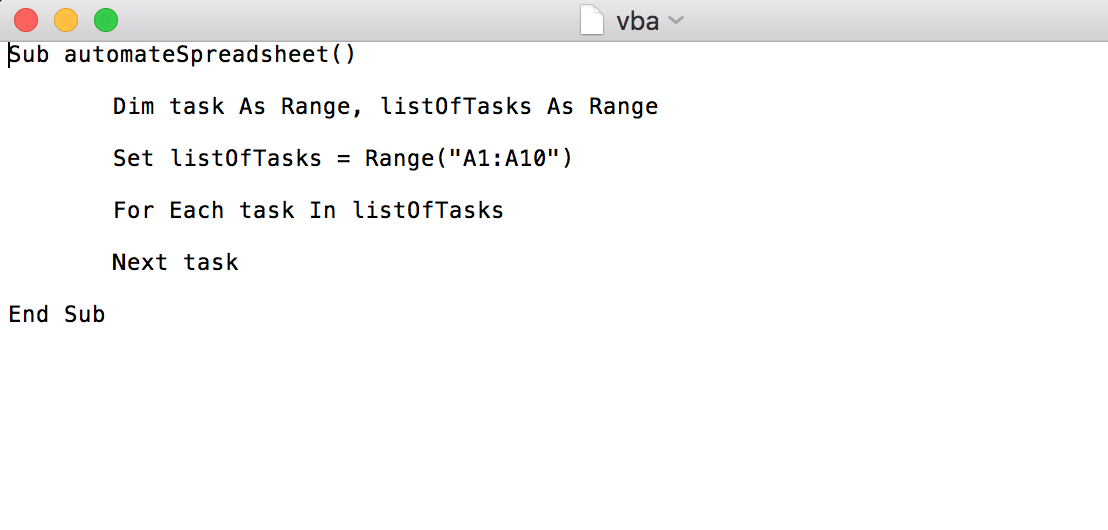 vba
Sub automateSpreadsheet()
Dim task As Range, listOfTasks As Range
Set listOfTasks = Range("A1:A10")
For Each task In listOfTasks
Next task
End Sub